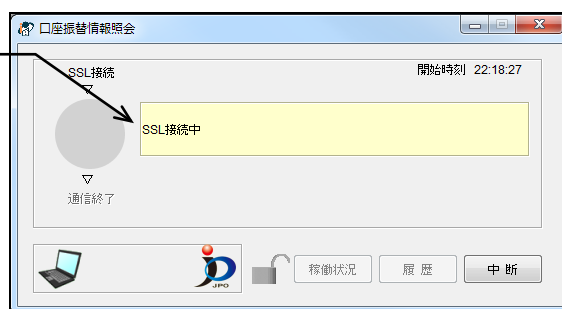 口座振替情報照会
SSL接続
開始時刻 22:18:27
▽
SSL接続中
▽
通信終了
JPO
稼働状況
履 歴
中 断